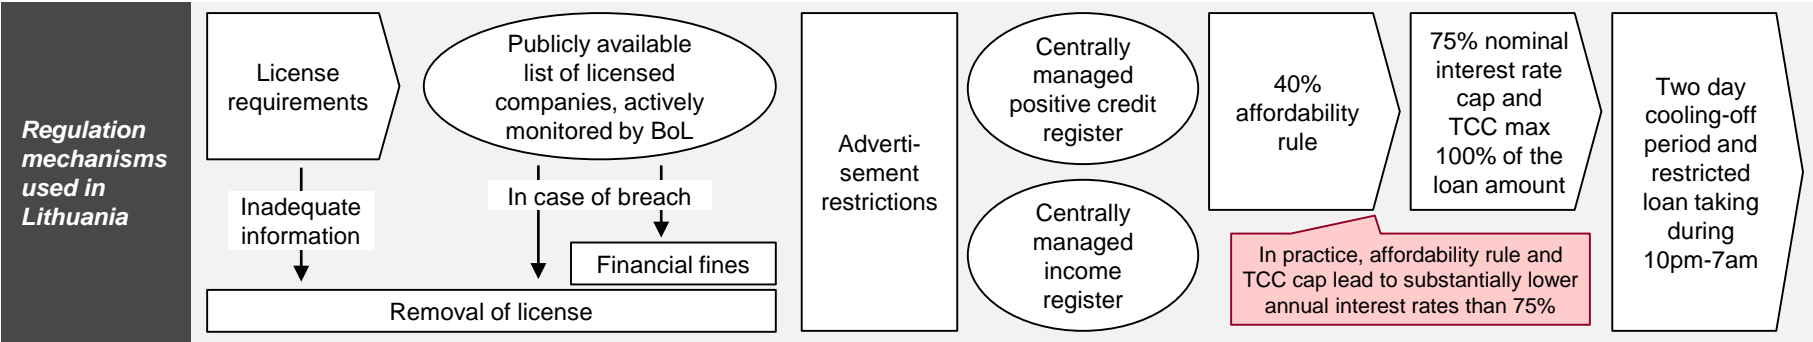 Regulation
mechanisms
used in
Lithuania
License
requirements
Inadequate
information
Publicly available
list of licensed
companies, actively
monitored by BoL
In case of breach
Financial fines
Removal of license
Adverti-
sement
restrictions
Centrally
managed
positive credit
register
Centrally
managed
income
register
40%
affordability
rule
75% nominal
interest rate
cap and
TCC max
100% of the
loan amount
In practice, affordability rule and
TCC cap lead to substantially lower
annual interest rates than 75%
Two day
cooling-off
period and
restricted
loan taking
during
10pm-7am